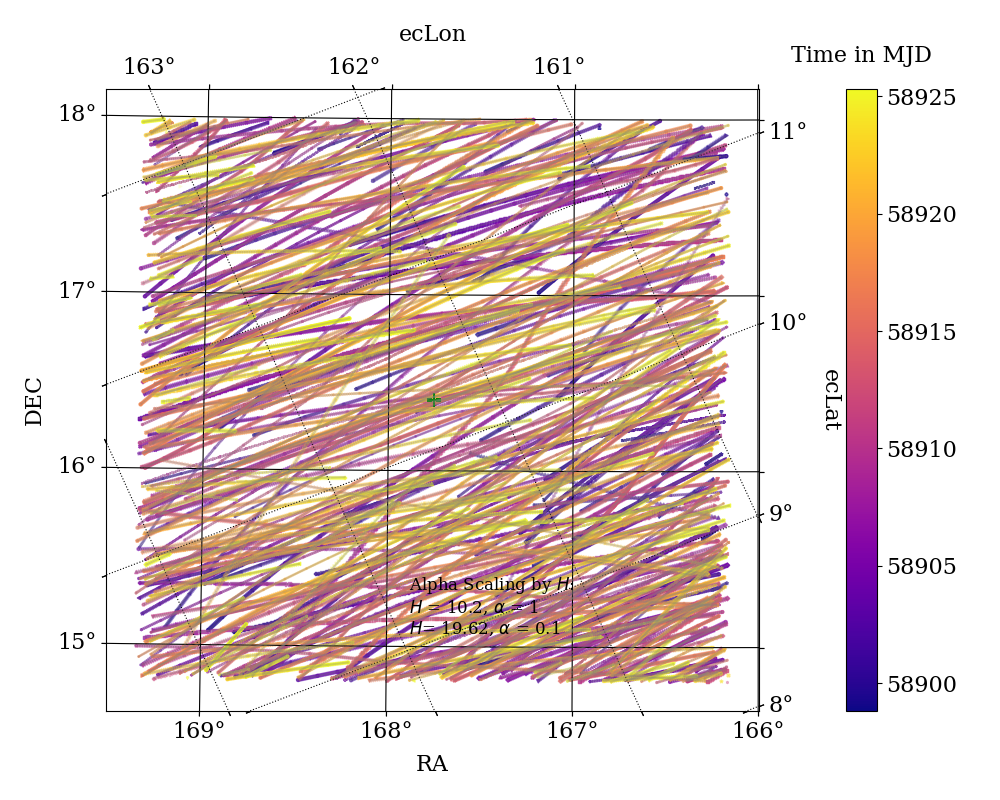 ecLon
Time in MJD
163° 162° 161°
18°
17°
16°
15°
DEC
11°
10°
9°
8°
ecLat
58925
58920
58915
58910
58905
58900
Alpha Scaling by H:
H = 10.2, α = 1
H= 19.62, α = 0.1
169° 168° 167° 166°
RA